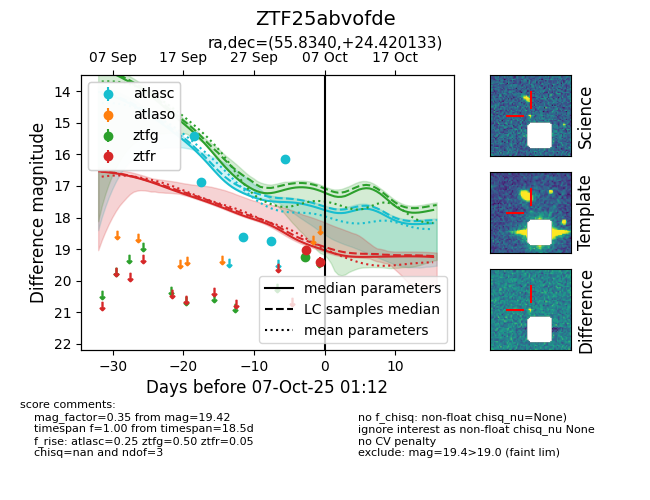 ZTF25abvofde
ra,dec=(55.8340,+24.420133)
07 Sep 17 Sep 27 Sep 07 Oct 17 Oct
14
15
16
17
18
19
20
21
22
Difference magnitude
atlasc
atlaso
ztfg
ztfr
median parameters
LC samples median
mean parameters
−30 −20 −10 0 10
Days before 07-Oct-25 01:12
Science
Template
Difference
score comments:
mag_factor=0.35 from mag=19.42
timespan f=1.00 from timespan=18.5d
f_rise: atlasc=0.25 ztfg=0.50 ztfr=0.05
chisq=nan and ndof=3
no f_chisq: non-float chisq_nu=None)
ignore interest as non-float chisq_nu None
no CV penalty
exclude: mag=19.4>19.0 (faint lim)